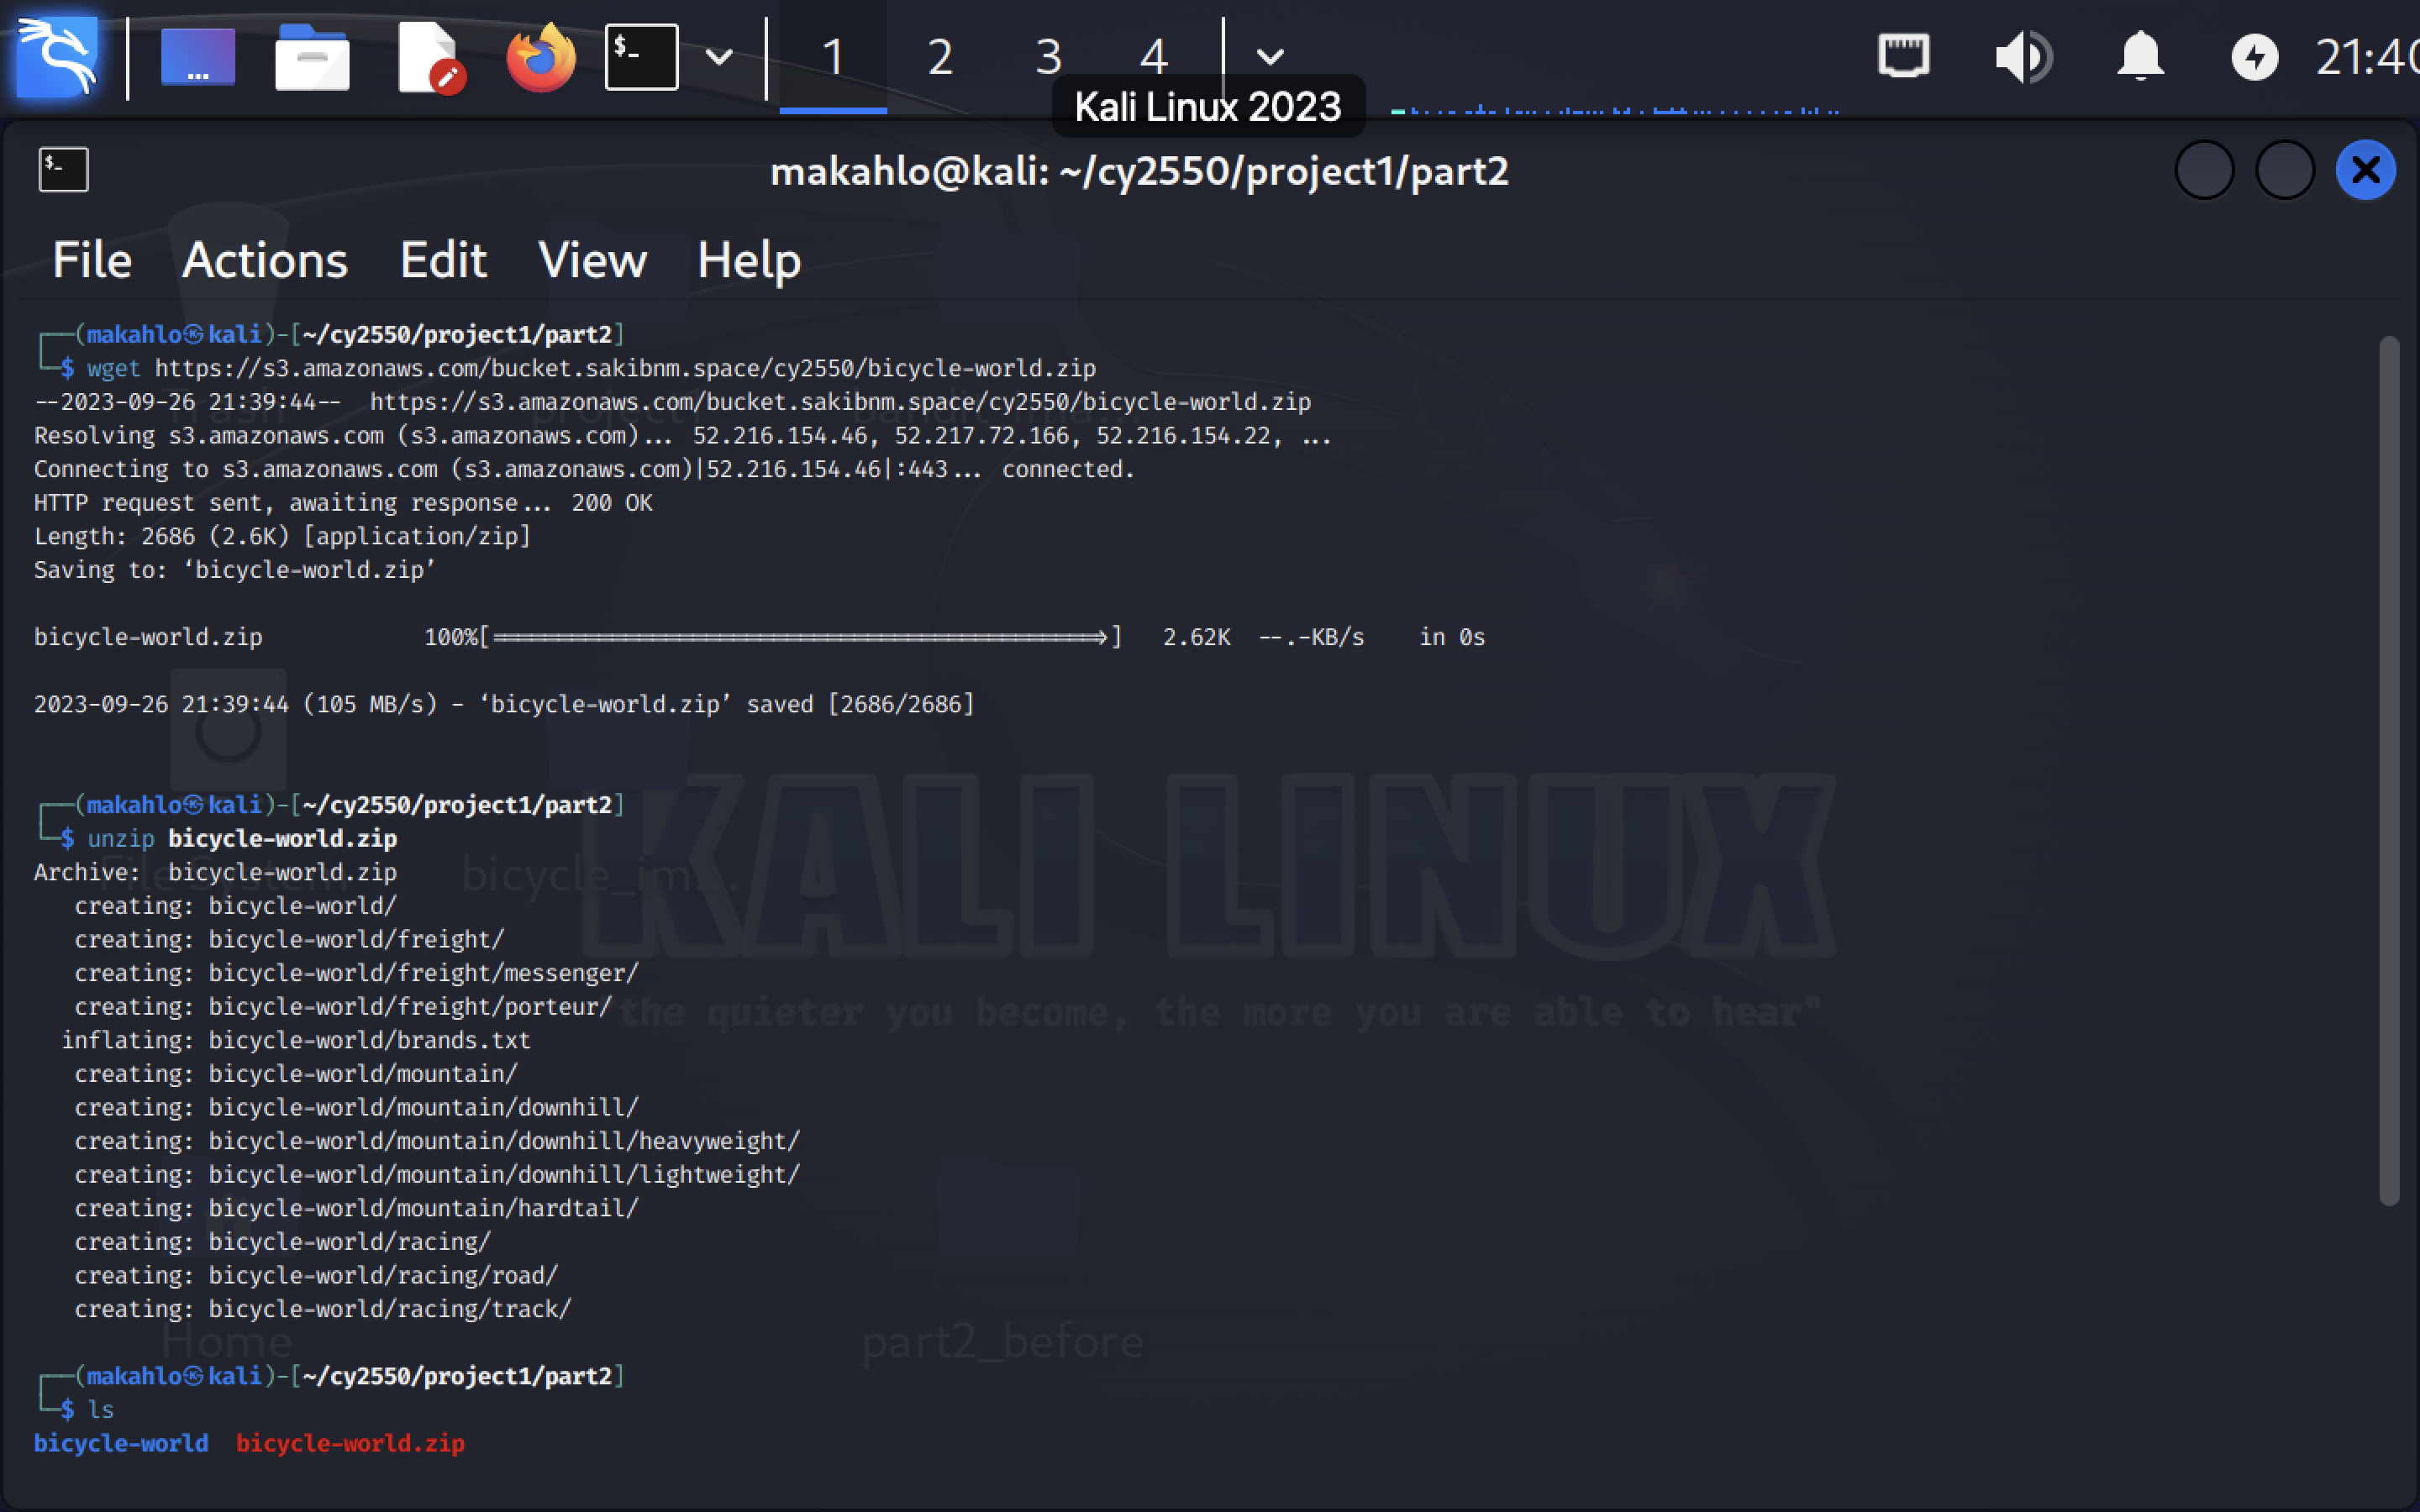 1 2 3 4 21:40
Kali Linux 2023
makahlo@kali: ~/cy2550/project1/part2
File Actions Edit View Help
┌──(makahlo㉿kali)-[~/cy2550/project1/part2]
└─$ wget https://s3.amazonaws.com/bucket.sakibnm.space/cy2550/bicycle-world.zip
--2023-09-26 21:39:44--  https://s3.amazonaws.com/bucket.sakibnm.space/cy2550/bicycle-world.zip
Resolving s3.amazonaws.com (s3.amazonaws.com)... 52.216.154.46, 52.217.72.166, 52.216.154.22, ...
Connecting to s3.amazonaws.com (s3.amazonaws.com)|52.216.154.46|:443... connected.
HTTP request sent, awaiting response... 200 OK
Length: 2686 (2.6K) [application/zip]
Saving to: ‘bicycle-world.zip’
bicycle-world.zip 100%[=============================================>] 2.62K --.-KB/s in 0s
2023-09-26 21:39:44 (105 MB/s) - ‘bicycle-world.zip’ saved [2686/2686]
┌──(makahlo㉿kali)-[~/cy2550/project1/part2]
└─$ unzip bicycle-world.zip
Archive:  bicycle-world.zip
creating: bicycle-world/
creating: bicycle-world/freight/
creating: bicycle-world/freight/messenger/
creating: bicycle-world/freight/porteur/
inflating: bicycle-world/brands.txt
creating: bicycle-world/mountain/
creating: bicycle-world/mountain/downhill/
creating: bicycle-world/mountain/downhill/heavyweight/
creating: bicycle-world/mountain/downhill/lightweight/
creating: bicycle-world/mountain/hardtail/
creating: bicycle-world/racing/
creating: bicycle-world/racing/road/
creating: bicycle-world/racing/track/
┌──(makahlo㉿kali)-[~/cy2550/project1/part2]
└─$ ls
bicycle-world  bicycle-world.zip
Trash
project1
File System
bicycle_im...
KALI LINUX
the quieter you become, the more you are able to hear"
Home
part2_before